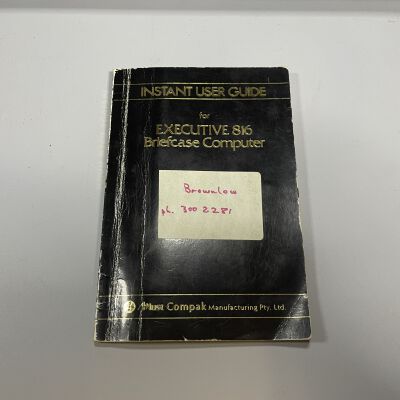 INSTANT USER GUIDE
for
EXECUTIVE 816
Briefcase Computer
Brownlow
ph. 300 2281
Compak Manufacturing Pty. Ltd.